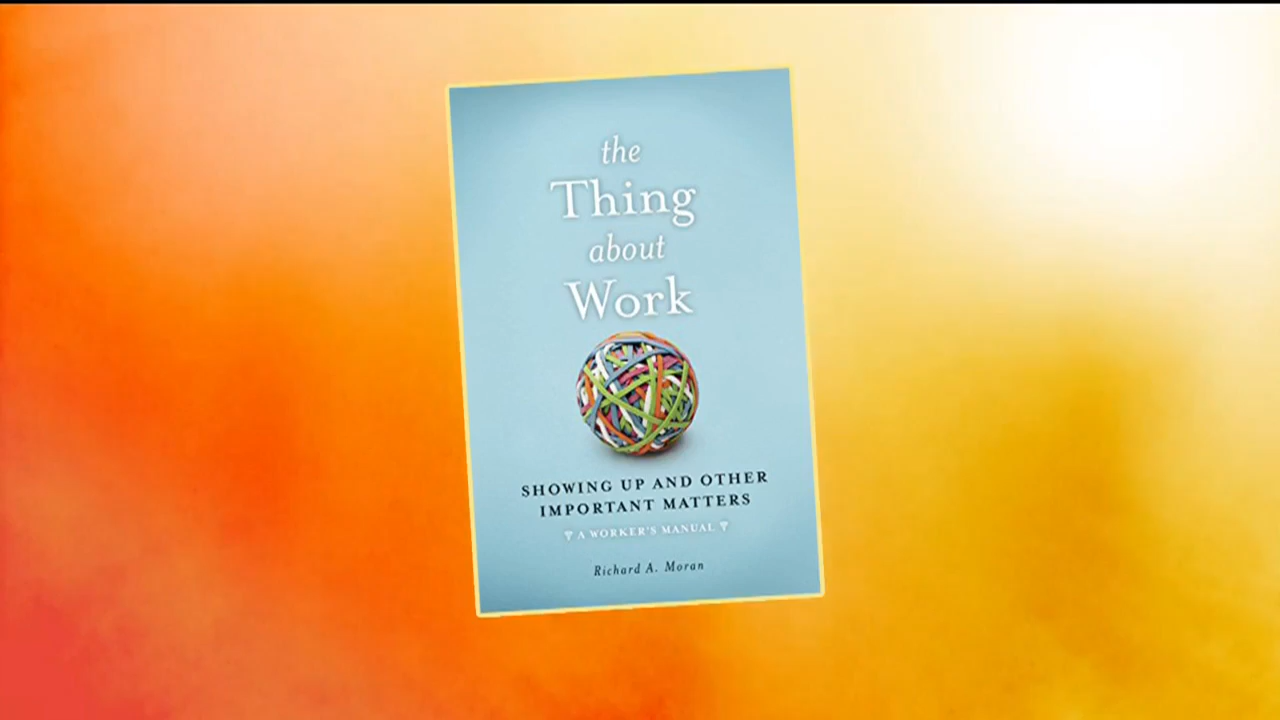 the
Thing
about
Work
SHOWING UP AND OTHER
IMPORTANT MATTERS
A WORKER'S MANUAL
Richard A. Moran